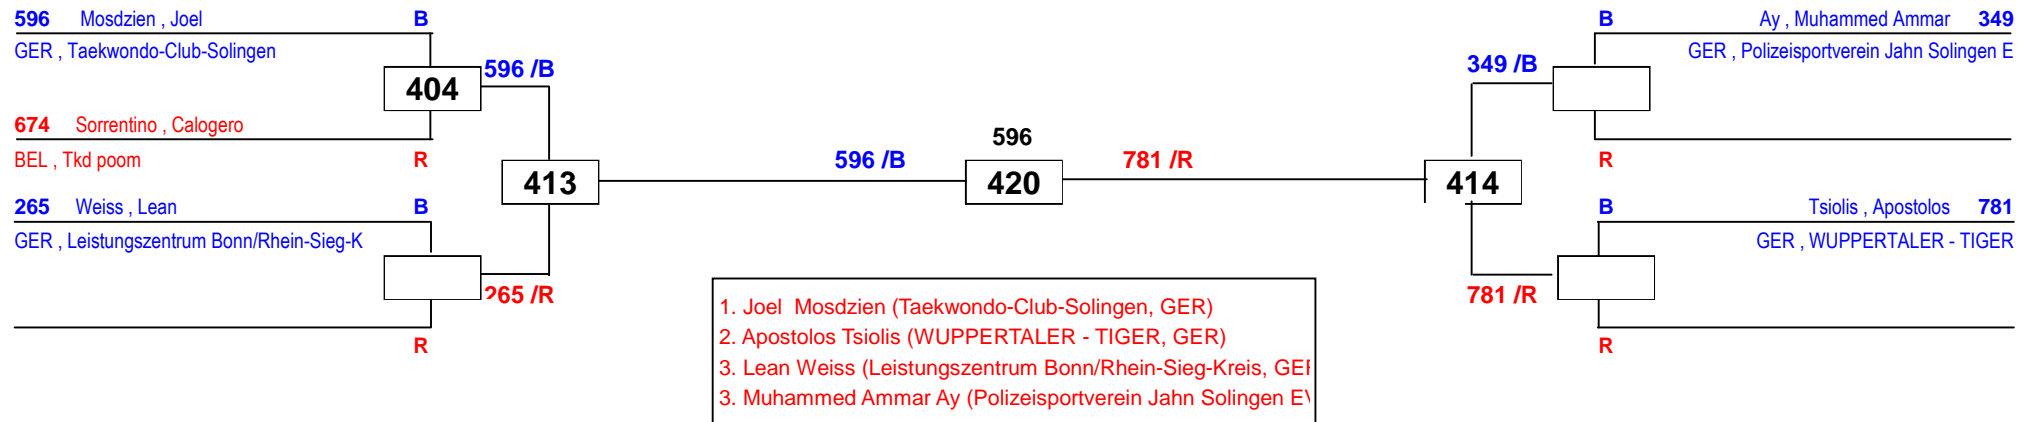 596 Mosdzien , Joel B
GER , Taekwondo-Club-Solingen
404
596 /B
674 Sorrentino , Calogero
BEL , Tkd poom R
413
265 Weiss , Lean B
GER , Leistungszentrum Bonn/Rhein-Sieg-K
265 /R
R
596 /B
596
420
781 /R
B Ay , Muhammed Ammar 349
GER , Polizeisportverein Jahn Solingen E
349 /B
R
414
B Tsiolis , Apostolos 781
GER , WUPPERTALER - TIGER
781 /R
R
1. Joel Mosdzien (Taekwondo-Club-Solingen, GER)
2. Apostolos Tsiolis (WUPPERTALER - TIGER, GER)
3. Lean Weiss (Leistungszentrum Bonn/Rhein-Sieg-Kreis, GE
3. Muhammed Ammar Ay (Polizeisportverein Jahn Solingen E